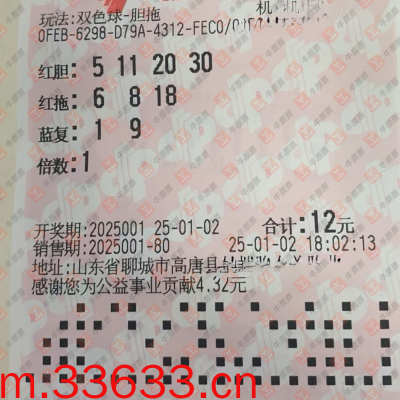 玩法:双色球-胆拖
0FEB-6298-D79A-4312-FEC0/
红胆: 5 11 20 30
红拖: 6 8 18
蓝复: 1 9
倍数:1
开奖期:2025001 25-01-02 合计:12元
销售期:2025001-80 25-01-02 18:02:13
地址:山东省聊城市高唐县
感谢您为公益事业贡献4.32元
m.33633.cn